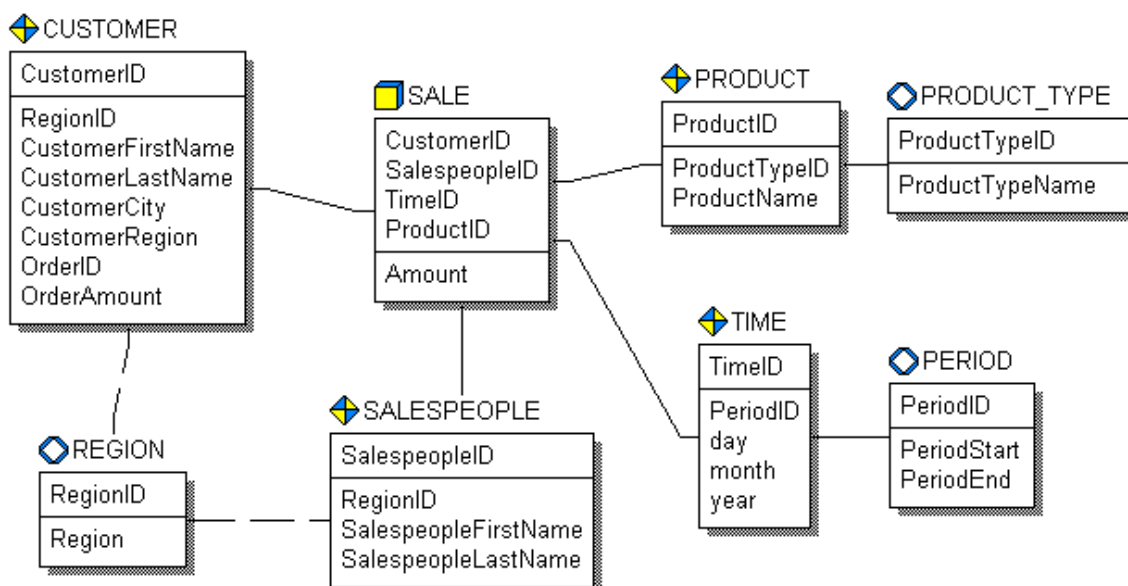 CUSTOMER
CustomerID
RegionID
CustomerFirstName
CustomerLastName
CustomerCity
CustomerRegion
OrderID
OrderAmount
SALE
CustomerID
SalespeopleID
TimeID
ProductID
Amount
PRODUCT
ProductID
ProductTypeID
ProductName
PRODUCT_TYPE
ProductTypeID
ProductTypeName
REGION
RegionID
Region
SALESPEOPLE
SalespeopleID
RegionID
SalespeopleFirstName
SalespeopleLastName
TIME
TimeID
PeriodID
day
month
year
PERIOD
PeriodID
PeriodStart
PeriodEnd